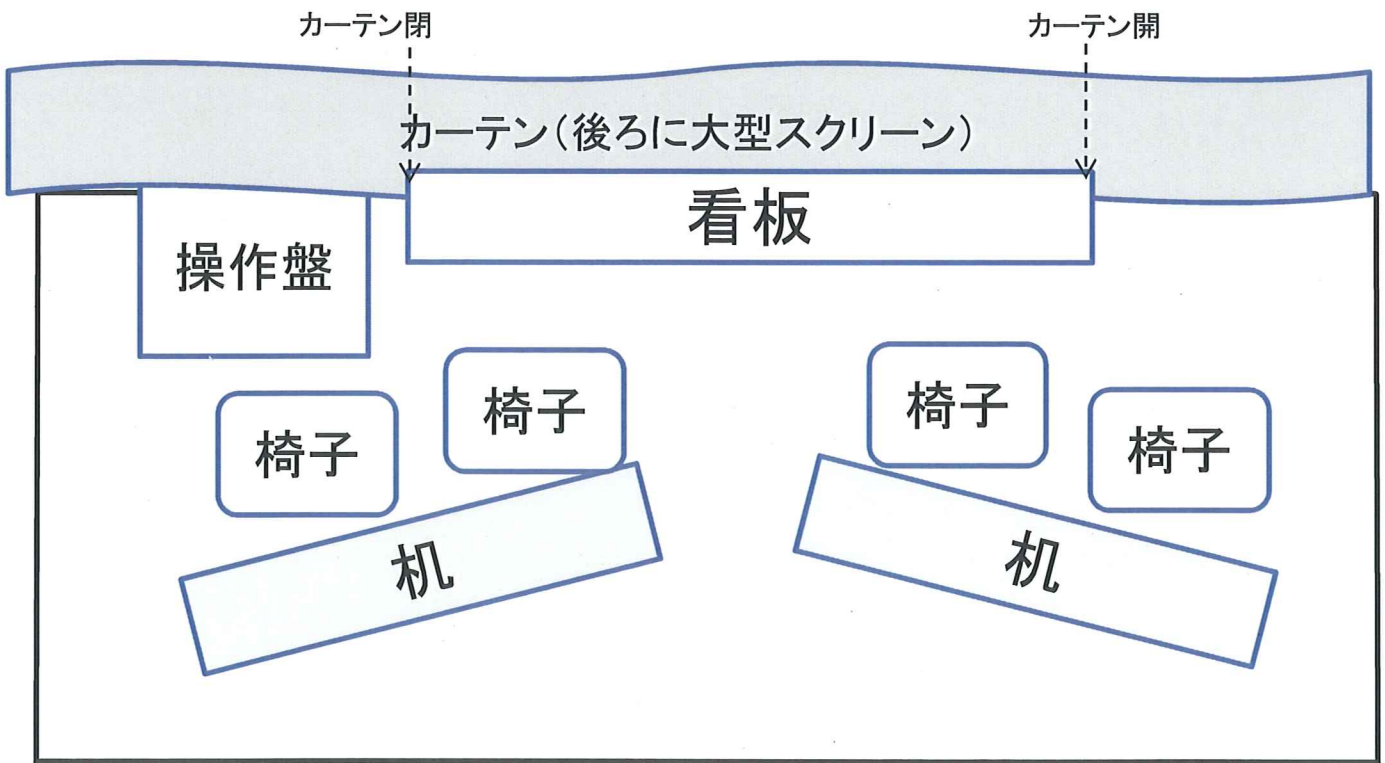 カーテン閉
カーテン開
カーテン(後ろに大型スクリーン)
看板
操作盤
椅子
椅子
椅子
椅子
机
机